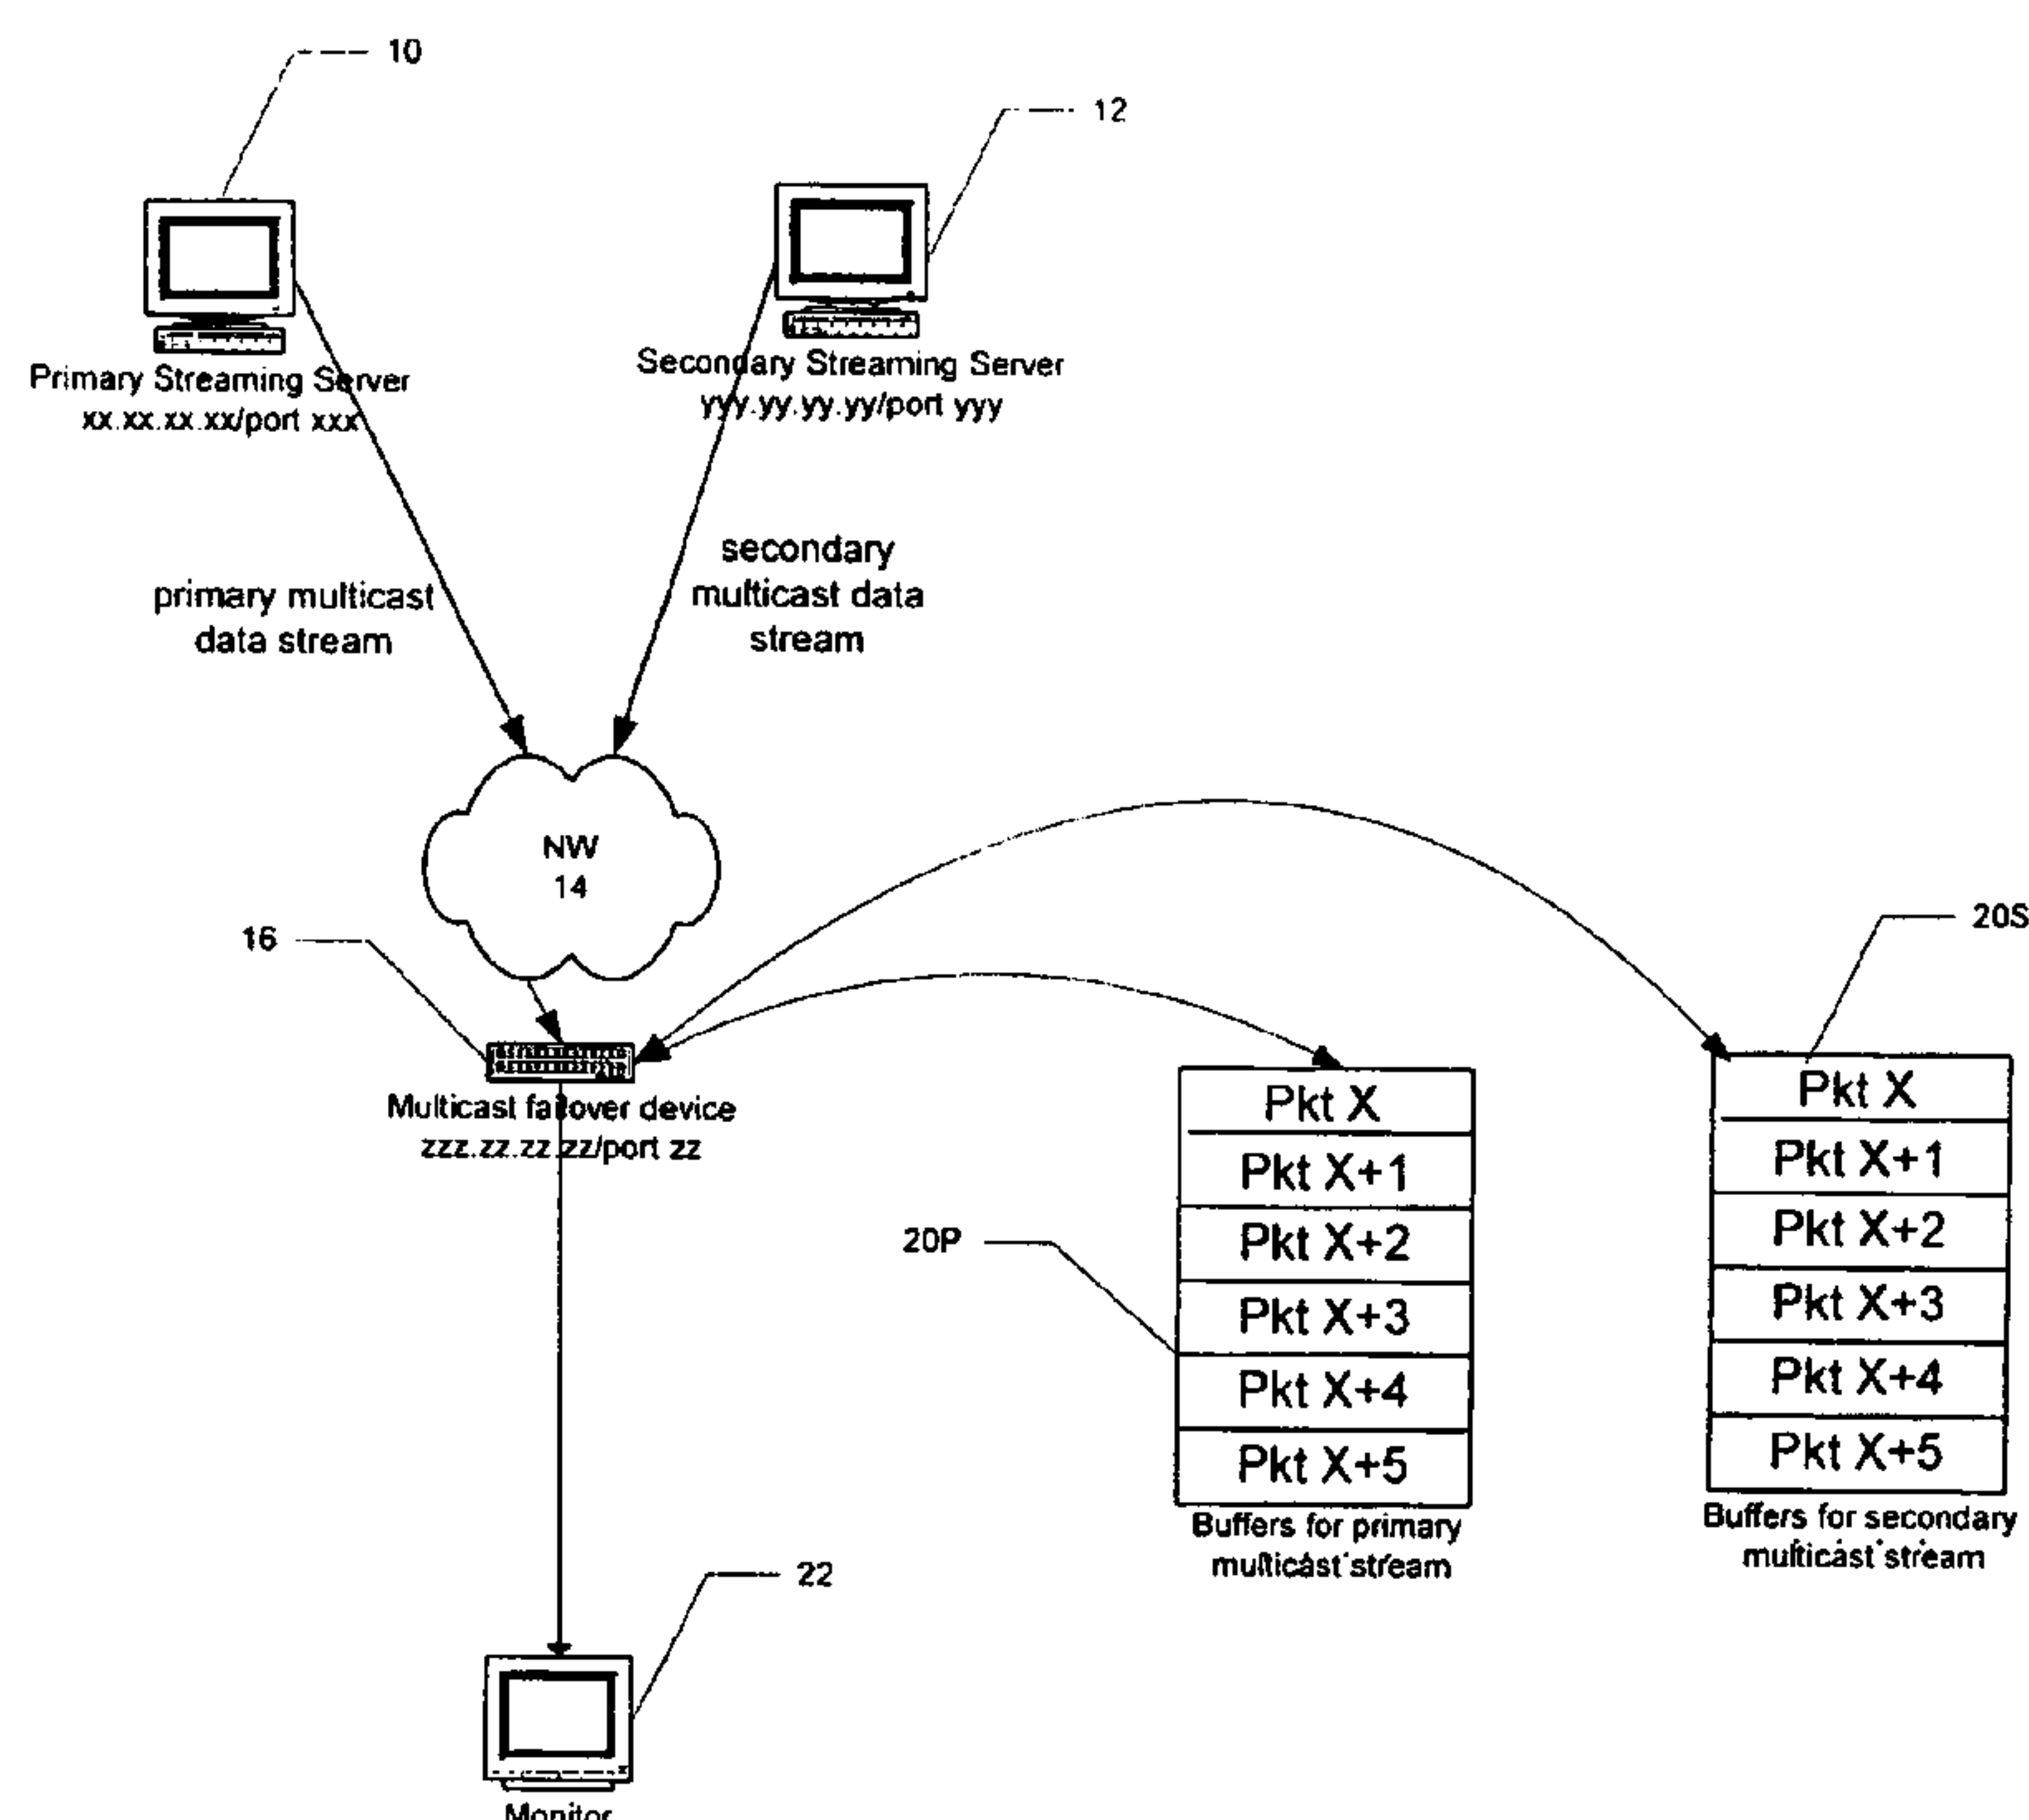 10
12
Primary Streaming Server
xx.xx.xx.xx/port xxx
Secondary Streaming Server
yyy.yy.yy.yy/port yyy
primary multicast
data stream
secondary
multicast data
stream
NW
14
16
20S
Multicast failover device
zzz.zz.zz.zz/port zz
Pkt X
Pkt X+1
Pkt X+2
Pkt X+3
Pkt X+4
Pkt X+5
20P
Buffers for primary
multicast stream
Pkt X
Pkt X+1
Pkt X+2
Pkt X+3
Pkt X+4
Pkt X+5
Buffers for secondary
multicast stream
22
Monitor